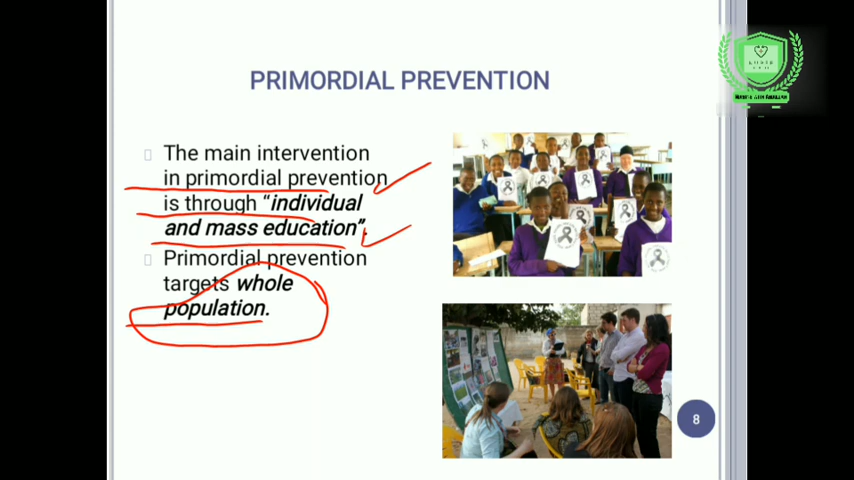 PRIMORDIAL PREVENTION
The main intervention
in primordial prevention
is through "individual
and mass education".
Primordial prevention
targets whole
population.
8